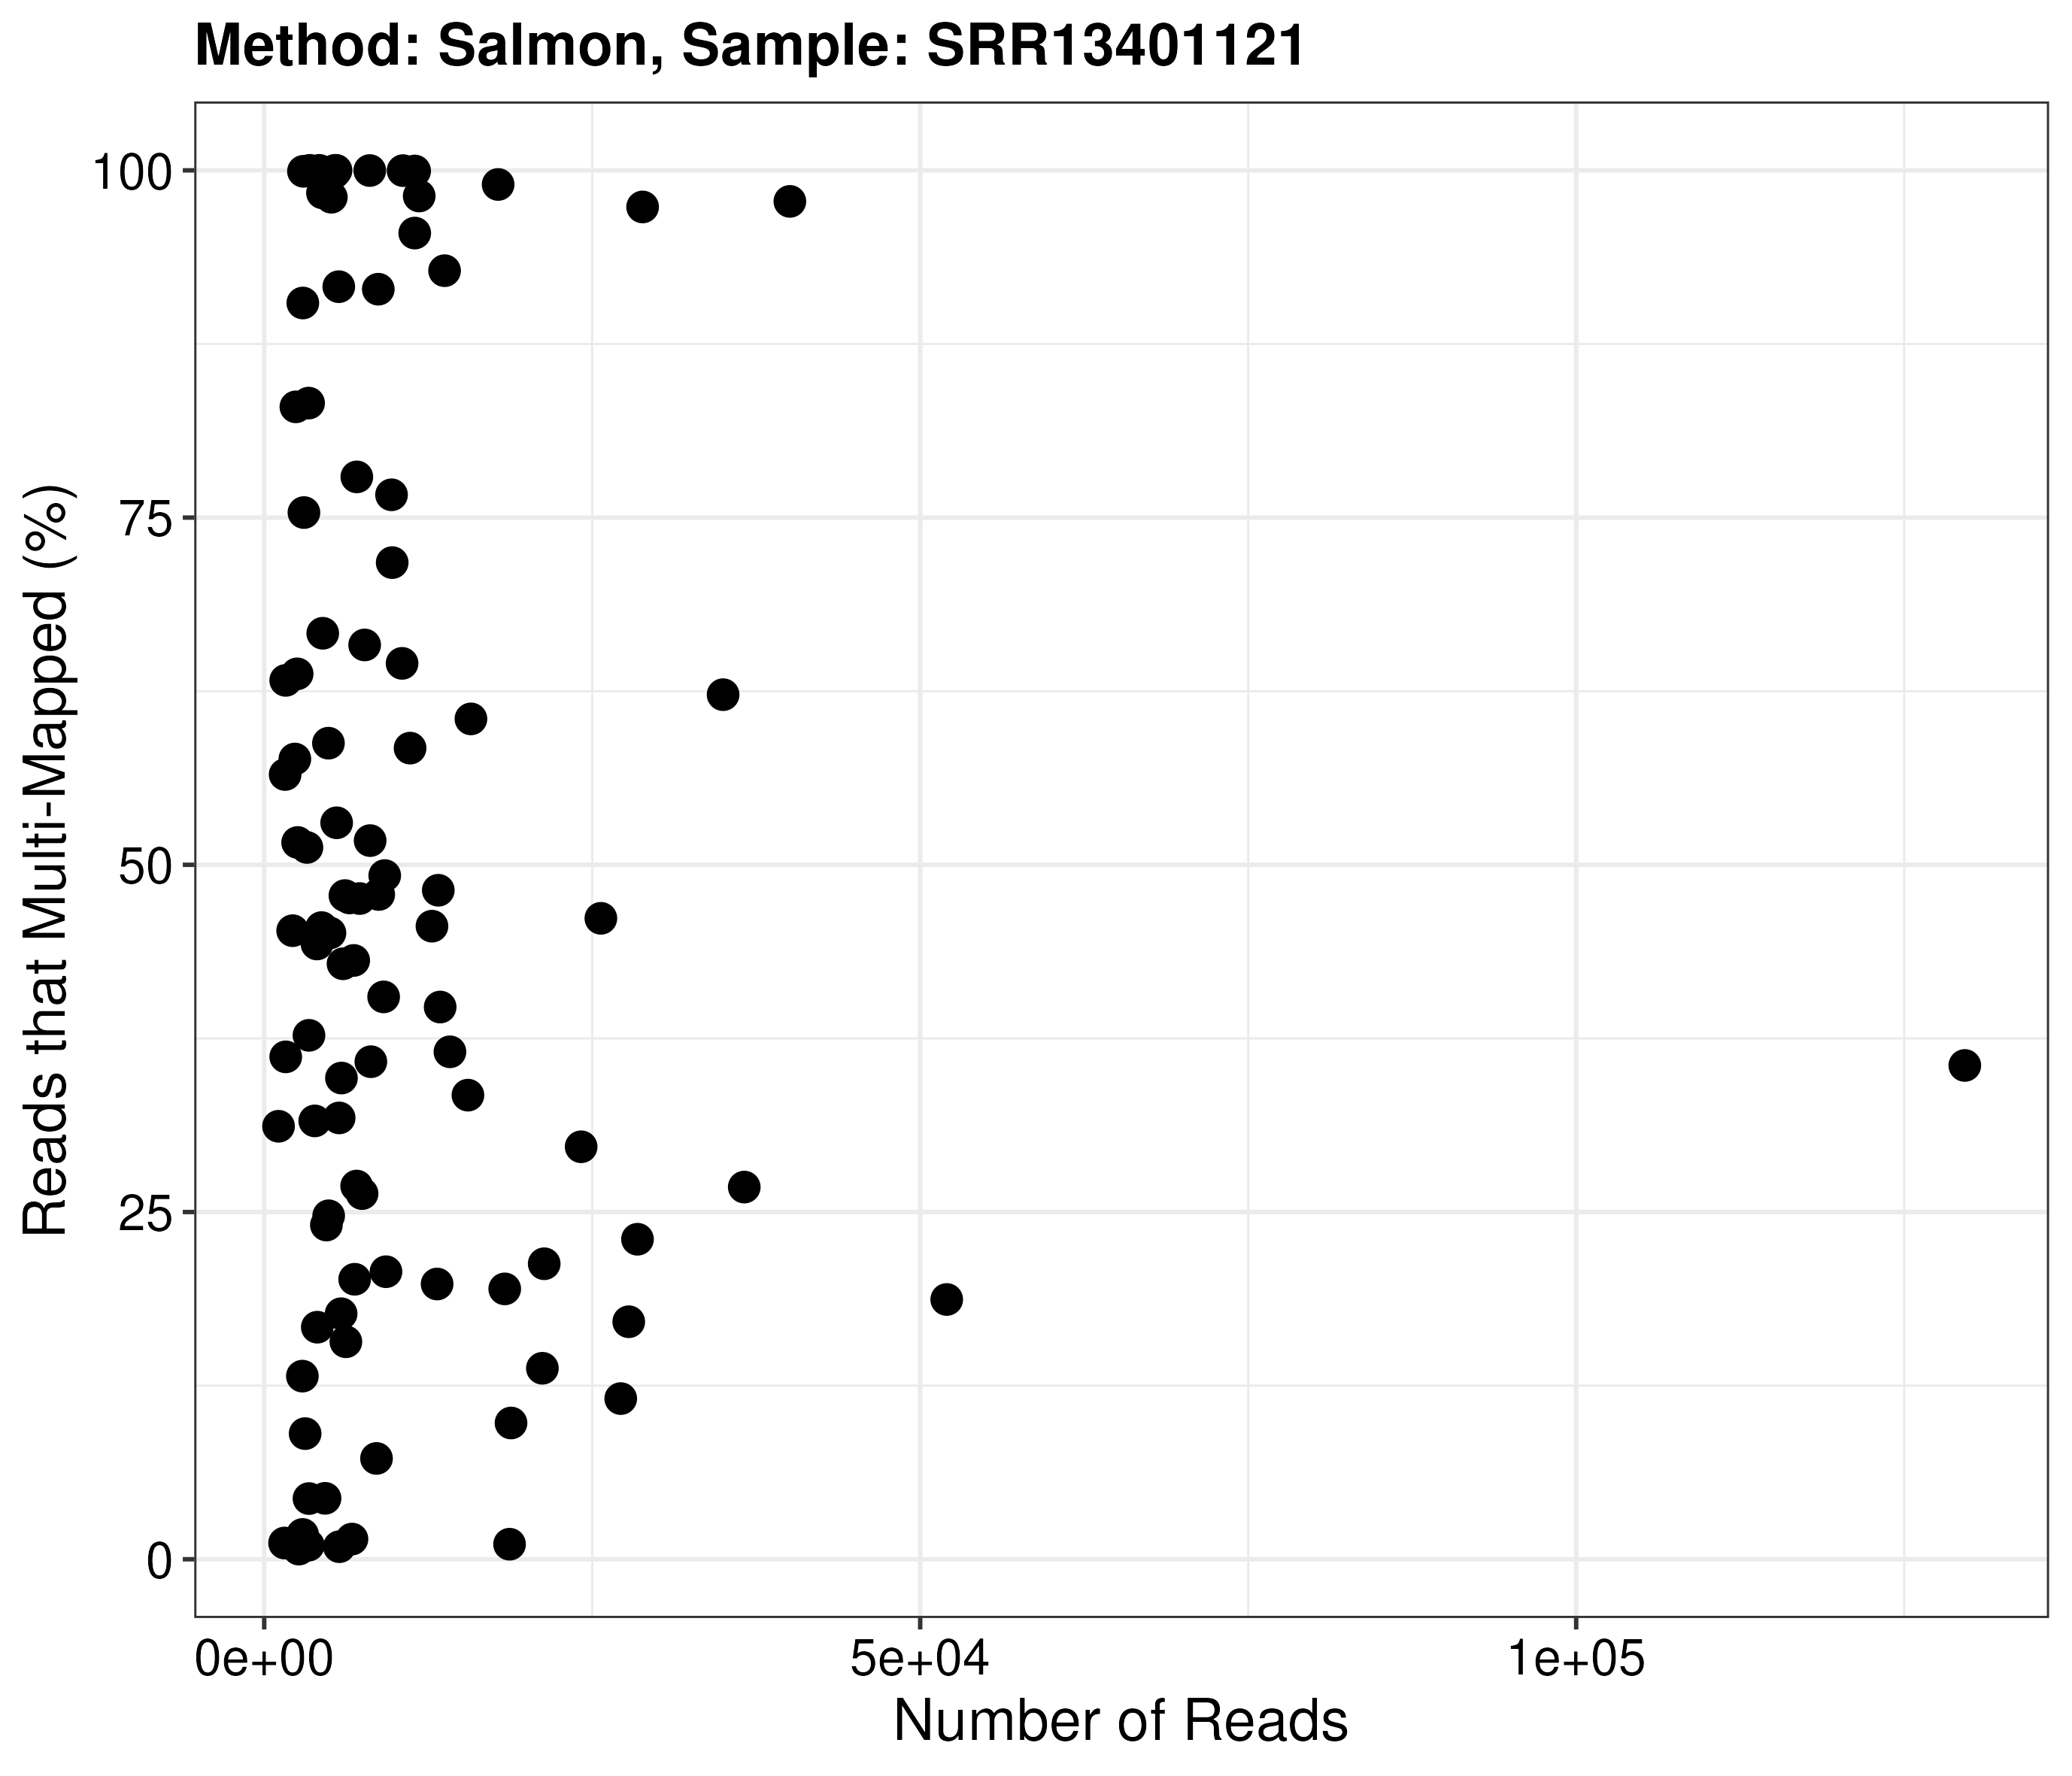 Method: Salmon, Sample: SRR13401121
Reads that Multi-Mapped (%)
100
75
50
25
0
0e+00 5e+04 1e+05
Number of Reads